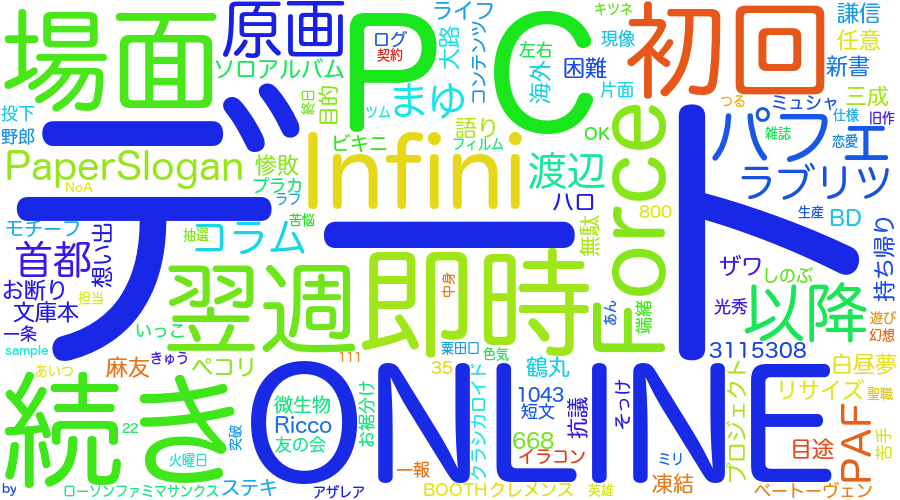 場面
原画
PC
初回
ライフ
ログ
契約
大路
コンテンツ
左右
海外
キツネ
現像
困難
片面
謙信
任意
新書
三成
ソロアルバム
終日
目的
ツム
まゆ
語り
フィルム
OK
つる
ミュシャ
仕様
旧作
雑誌
恋愛
投下
野郎
デート
ビキニ
惨敗
プラカ
ラフ
PaperSlogan
NoA
Infini
渡辺
Force
パフェ
ラブリツ
モチーフ
想い出
抽選
苦悩
コラム
ハロ
無駄
800
生産
BD
首都
お断り
担当
文庫本
一条
翌週
即時
中身
あん
端緒
ザワ
しのぶ
光秀
以降
持ち帰り
遊び
幻想
sample
いっこ
きゅう
麻友
ペコリ
111
粟田口
色気
35
鶴丸
3115308
白昼夢
あいつ
続き
22
突破
火曜日
微生物
Ricco
友の会
お裾分け
ONLINE
クラシカロイド
1043
短文
668
抗議
そっけ
イラコン
ミリ
プロジェクト
リサイズ
聖職
目途
PAF
苦手
by
ローソンファミマサンクス
ステキ
アザレア
一報
BOOTH
クレメンス
英雄
凍結
ベートーヴェン